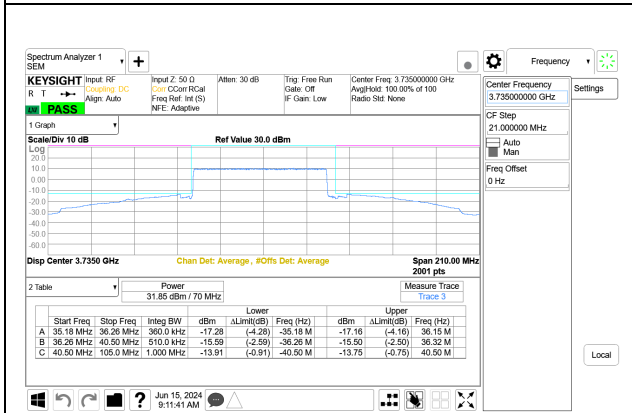 Spectrum Analyzer 1
SEM
+
Frequency
KEYSIGHT
R T
LXI PASS
Input: RF
Coupling: DC
Align: Auto
Input Z: 50 Ω
Corr CCorr RCal
Freq Ref: Int (S)
NFE: Adaptive
Atten: 30 dB
Trig: Free Run
Gate: Off
IF Gain: Low
Center Freq: 3.735000000 GHz
Avg|Hold: 100.00% of 100
Radio Std: None
Center Frequency
3.735000000 GHz
Settings
CF Step
21.000000 MHz
Auto
Man
Freq Offset
0 Hz
1 Graph
Scale/Div 10 dB
Ref Value 30.0 dBm
Log
20.0
10.0
0.00
-10.0
-20.0
-30.0
-40.0
-50.0
-60.0
Disp Center 3.7350 GHz
Chan Det: Average, #Offs Det: Average
Span 210.00 MHz
2001 pts
2 Table
Power
31.85 dBm / 70 MHz
Measure Trace
Trace 3
Lower Upper
Start Freq Stop Freq Integ BW dBm ΔLimit(dB) Freq (Hz) dBm ΔLimit(dB) Freq (Hz)
A 35.18 MHz 36.26 MHz 360.0 kHz -17.28 (-4.28) -35.18 M -17.16 (-4.16) 36.15 M
B 36.26 MHz 40.50 MHz 510.0 kHz -15.59 (-2.59) -36.26 M -15.50 (-2.50) 36.32 M
C 40.50 MHz 105.0 MHz 1.000 MHz -13.91 (-0.91) -40.50 M -13.75 (-0.75) 40.50 M
Local
?
Jun 15, 2024
9:11:41 AM